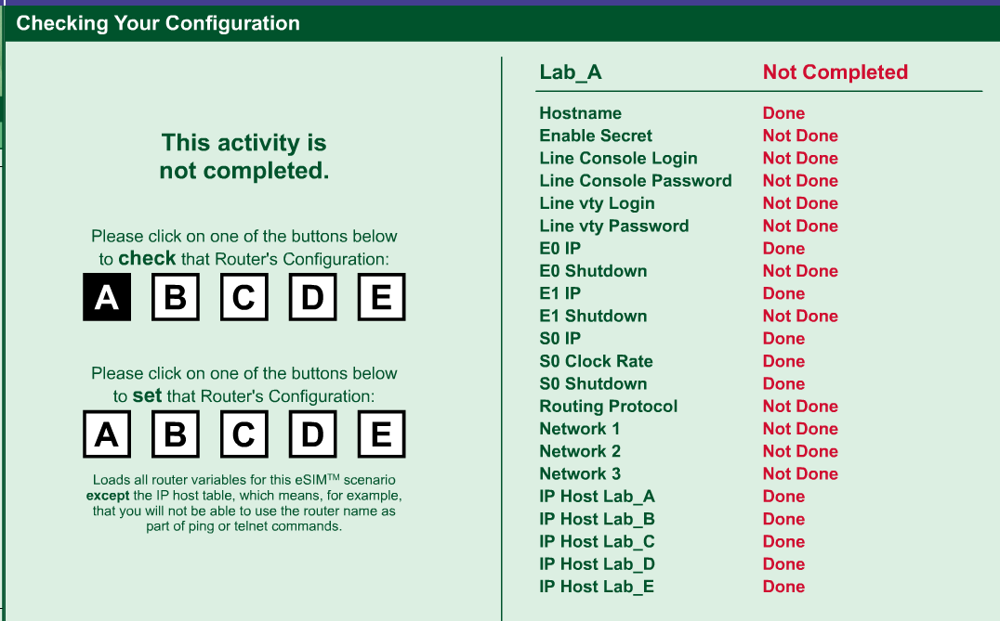 Checking Your Configuration
This activity is
not completed.
Please click on one of the buttons below
to check that Router's Configuration:
A B C D E
Please click on one of the buttons below
to set that Router's Configuration:
A B C D E
Loads all router variables for this eSIM™ scenario
except the IP host table, which means, for example,
that you will not be able to use the router name as
part of ping or telnet commands.
Lab_A Not Completed
Hostname Done
Enable Secret Not Done
Line Console Login Not Done
Line Console Password Not Done
Line vty Login Not Done
Line vty Password Not Done
E0 IP Done
E0 Shutdown Not Done
E1 IP Done
E1 Shutdown Not Done
S0 IP Done
S0 Clock Rate Done
S0 Shutdown Done
Routing Protocol Not Done
Network 1 Not Done
Network 2 Not Done
Network 3 Not Done
IP Host Lab_A Done
IP Host Lab_B Done
IP Host Lab_C Done
IP Host Lab_D Done
IP Host Lab_E Done